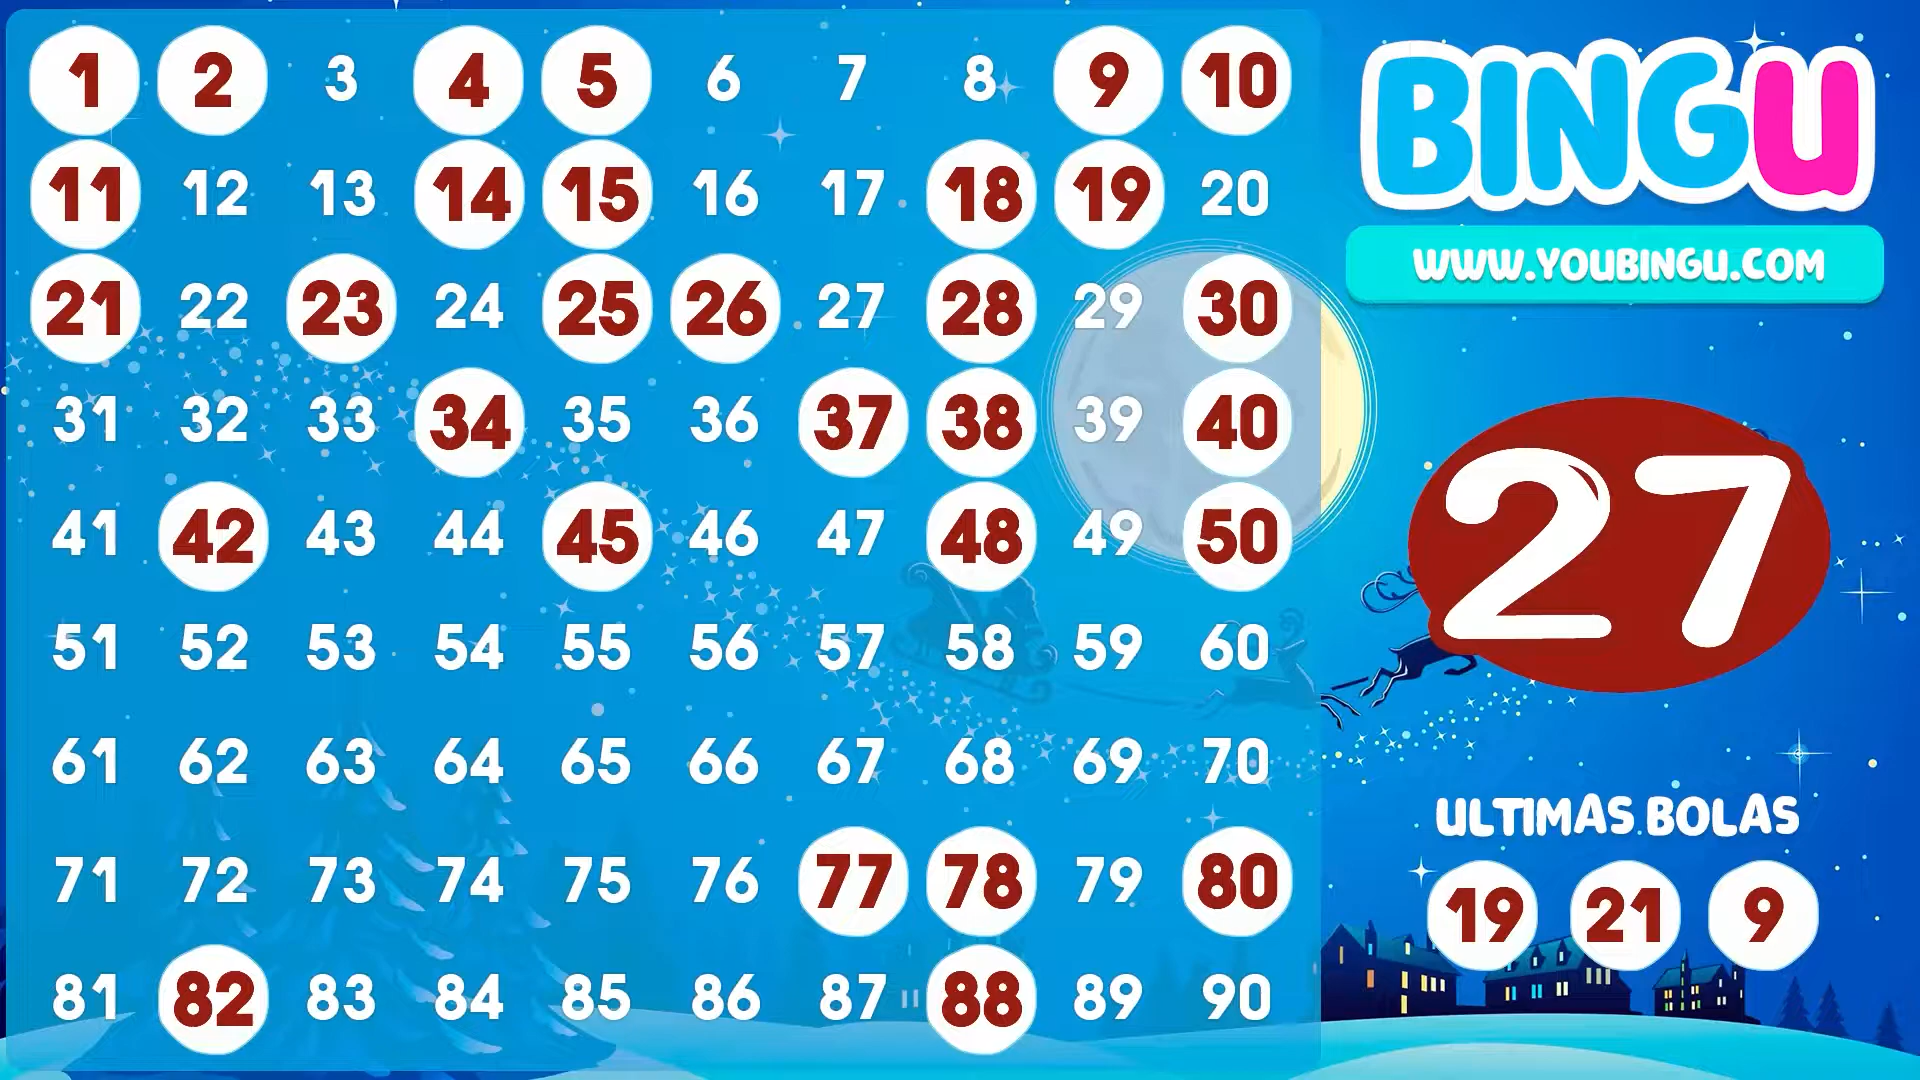 1 2 3 4 5 6 7 8 9 10
11 12 13 14 15 16 17 18 19 20
21 22 23 24 25 26 27 28 29 30
31 32 33 34 35 36 37 38 39 40
41 42 43 44 45 46 47 48 49 50
51 52 53 54 55 56 57 58 59 60
61 62 63 64 65 66 67 68 69 70
71 72 73 74 75 76 77 78 79 80
81 82 83 84 85 86 87 88 89 90
BINGU
WWW.YOUBINGU.COM
27
ULTIMAS BOLAS
19 21 9